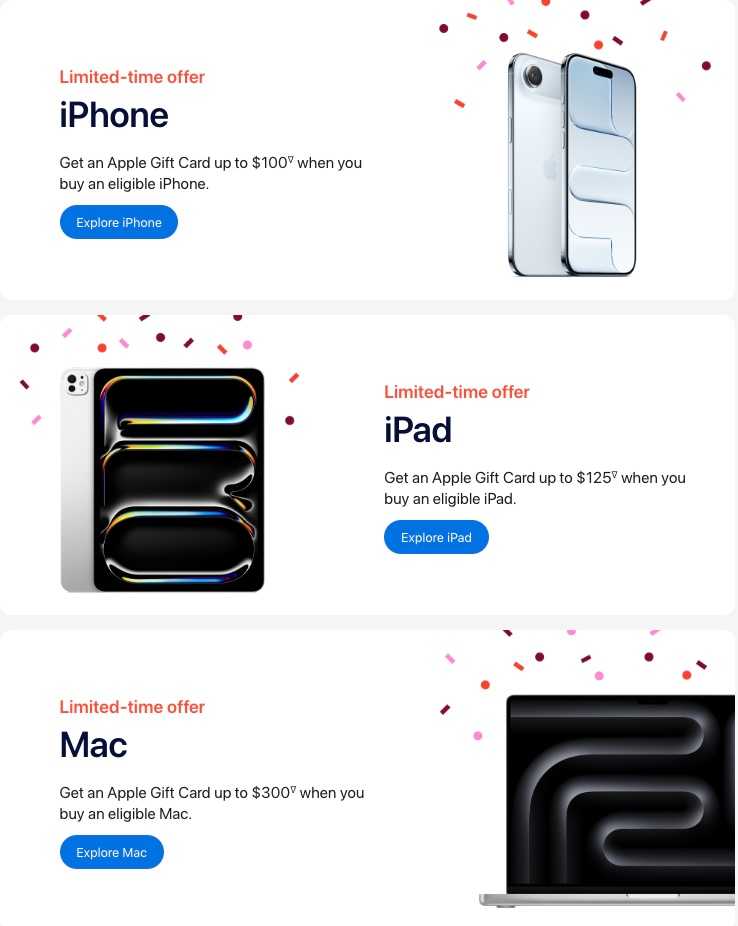 Limited-time offer
iPhone
Get an Apple Gift Card up to $100∇ when you
buy an eligible iPhone.
Explore iPhone
Limited-time offer
iPad
Get an Apple Gift Card up to $125∇ when you
buy an eligible iPad.
Explore iPad
Limited-time offer
Mac
Get an Apple Gift Card up to $300∇ when you
buy an eligible Mac.
Explore Mac